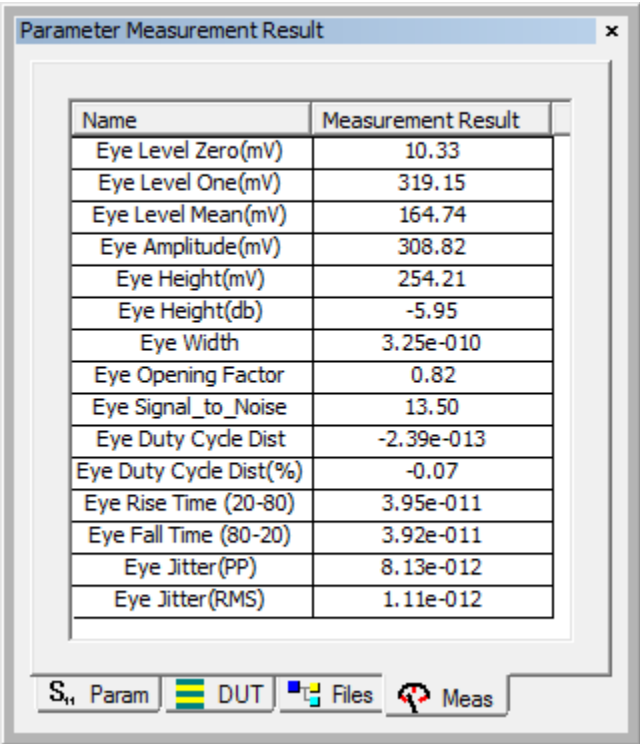 Parameter Measurement Result
Name Measurement Result
Eye Level Zero(mV) 10.33
Eye Level One(mV) 319.15
Eye Level Mean(mV) 164.74
Eye Amplitude(mV) 308.82
Eye Height(mV) 254.21
Eye Height(db) -5.95
Eye Width 3.25e-010
Eye Opening Factor 0.82
Eye Signal_to_Noise 13.50
Eye Duty Cycle Dist -2.39e-013
Eye Duty Cycle Dist(%) -0.07
Eye Rise Time (20-80) 3.95e-011
Eye Fall Time (80-20) 3.92e-011
Eye Jitter(PP) 8.13e-012
Eye Jitter(RMS) 1.11e-012
S₁₁ Param DUT Files Meas